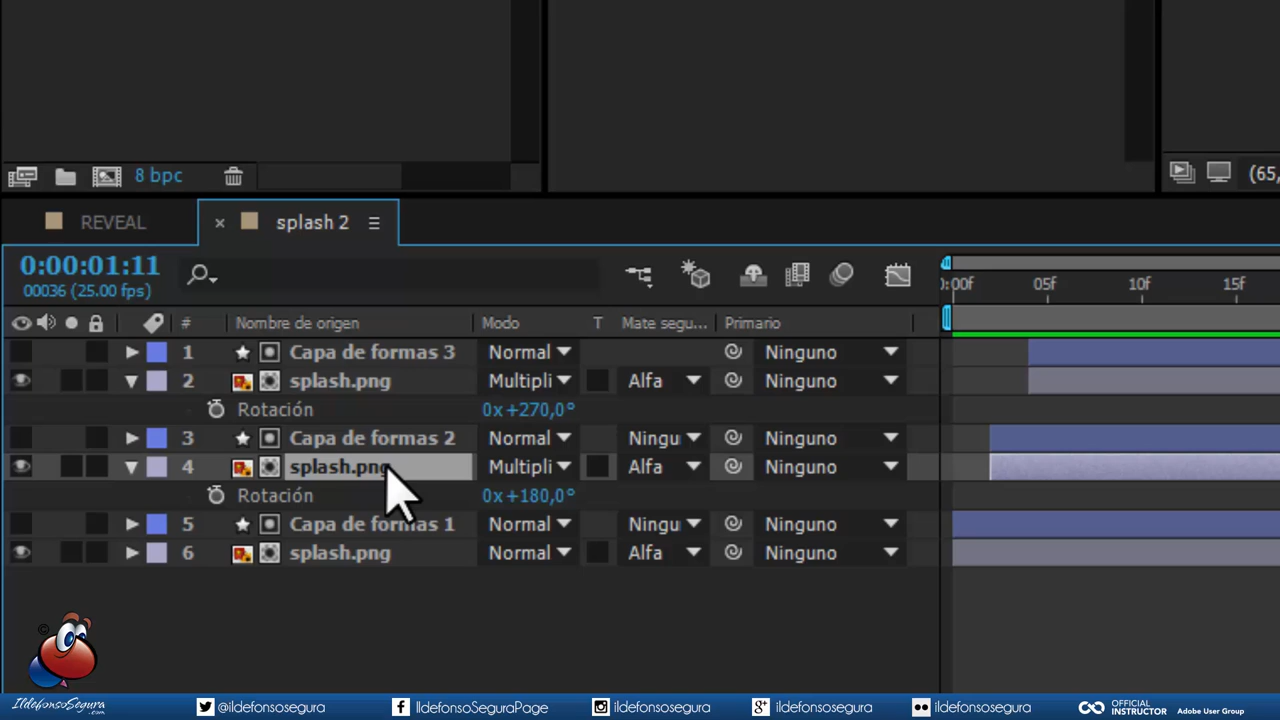 8 bpc
(65,
REVEAL
× splash 2
0:00:01:11
00036 (25.00 fps)
0:00f 05f 10f 15f
# Nombre de origen Modo T Mate segu... Primario
1 Capa de formas 3 Normal Ninguno
2 splash.png Multipli Alfa Ninguno
Rotación 0x+270,0°
3 Capa de formas 2 Normal Ningu Ninguno
4 splash.png Multipli Alfa Ninguno
Rotación 0x+180,0°
5 Capa de formas 1 Normal Ningu Ninguno
6 splash.png Normal Alfa Ninguno
©
IldefonsoSegura.com
@ildefonsosegura
IldefonsoSeguraPage
ildefonsosegura
ildefonsosegura
ildefonsosegura
OFFICIAL INSTRUCTOR
Adobe User Group